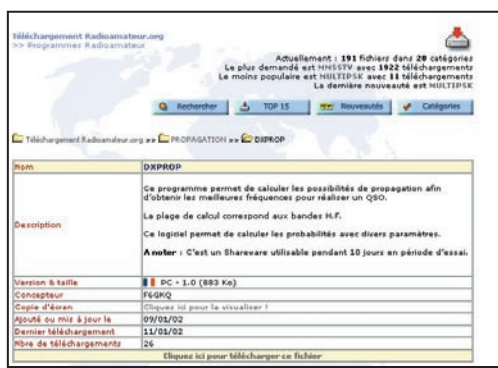 Téléchargement Radioamateur.org
>> Programmes Radioamateur
Actuellement : 191 fichiers dans 28 catégories
Le plus demandé est MMSSTV avec 1922 téléchargements
Le moins populaire est MULTIPSK avec 11 téléchargements
La dernière nouveauté est MULTIPSK
Rechercher TOP 15 Nouveautés Catégories
Téléchargement Radioamateur.org »» PROPAGATION »» DXPROP
Nom DXPROP
Description
Ce programme permet de calculer les possibilités de propagation afin
d'obtenir les meilleures fréquences pour réaliser un QSO.
La plage de calcul correspond aux bandes H.F.
Ce logiciel permet de calculer les probabilités avec divers paramètres.
A noter : C'est un Shareware utilisable pendant 10 jours en période d'essai.
Version & taille PC - 1.0 (883 Ko)
Concepteur F6GKQ
Copie d'écran Cliquez ici pour la visualiser !
Ajouté ou mis à jour le 09/01/02
Dernier téléchargement 11/01/02
Nbre de téléchargements 26
Cliquez ici pour télécharger ce fichier